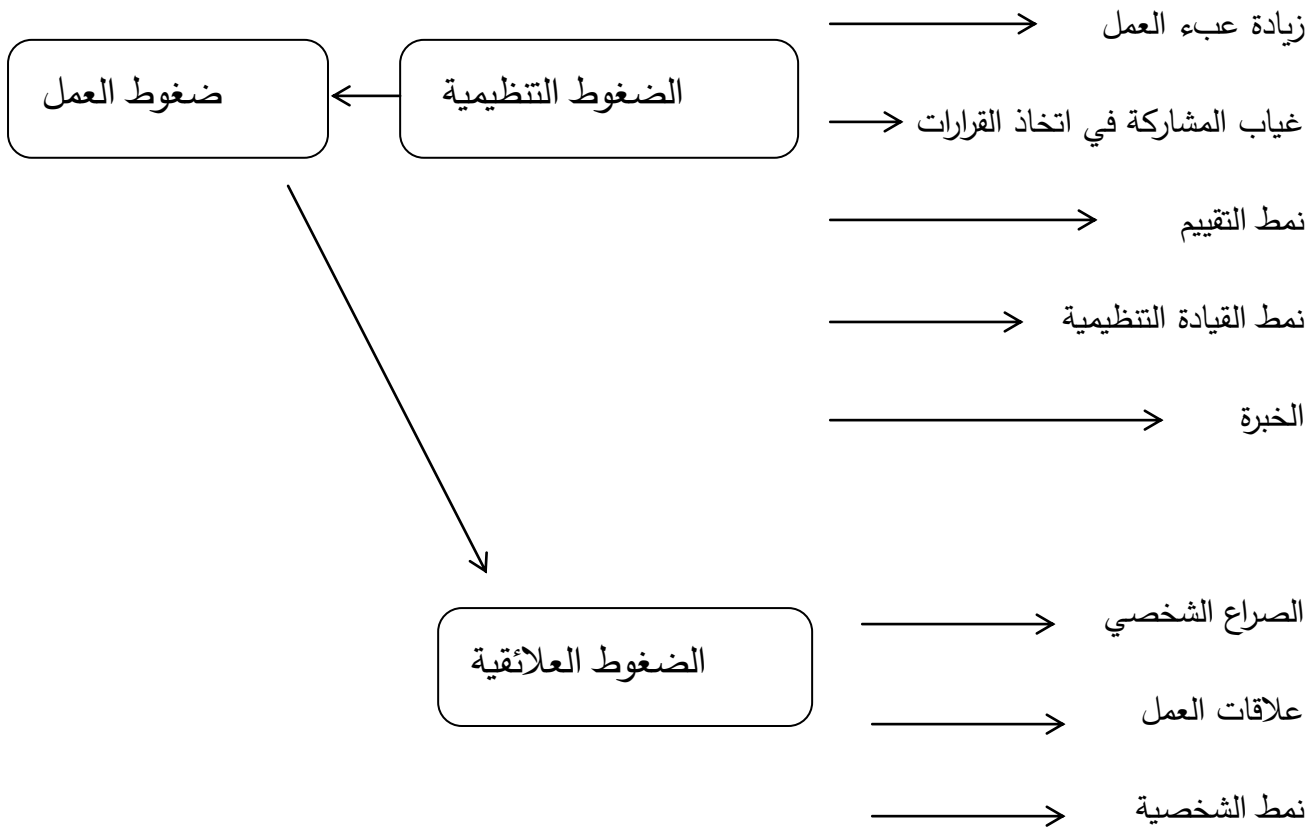 زيادة عبء العمل
الضغوط التنظيمية
ضغوط العمل
غياب المشاركة في اتخاذ القرارات
نمط التقييم
نمط القيادة التنظيمية
الخبرة
الصراع الشخصي
الضغوط العلائقية
علاقات العمل
نمط الشخصية